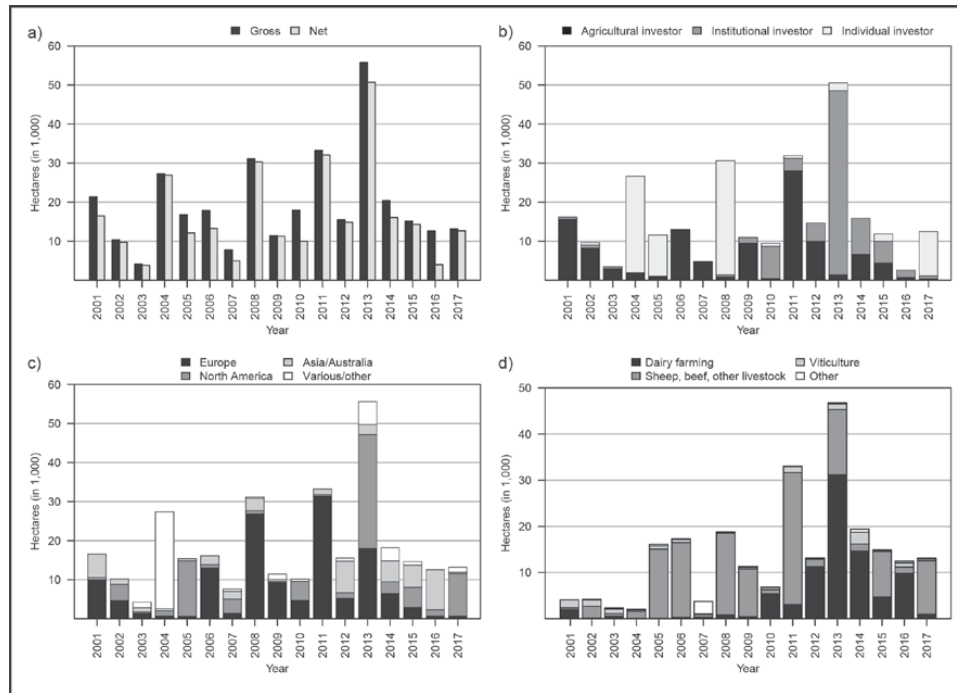 a)
Gross Net
60
50
40
30
20
10
Hectares (in 1,000)
2001 2002 2003 2004 2005 2006 2007 2008 2009 2010 2011 2012 2013 2014 2015 2016 2017
Year
b)
Agricultural investor Institutional investor Individual investor
60
50
40
30
20
10
Hectares (in 1,000)
2001 2002 2003 2004 2005 2006 2007 2008 2009 2010 2011 2012 2013 2014 2015 2016 2017
Year
c)
Europe Asia/Australia
North America Various/other
60
50
40
30
20
10
Hectares (in 1,000)
2001 2002 2003 2004 2005 2006 2007 2008 2009 2010 2011 2012 2013 2014 2015 2016 2017
Year
d)
Dairy farming Viticulture
Sheep, beef, other livestock Other
50
40
30
20
10
Hectares (in 1,000)
2001 2002 2003 2004 2005 2006 2007 2008 2009 2010 2011 2012 2013 2014 2015 2016 2017
Year